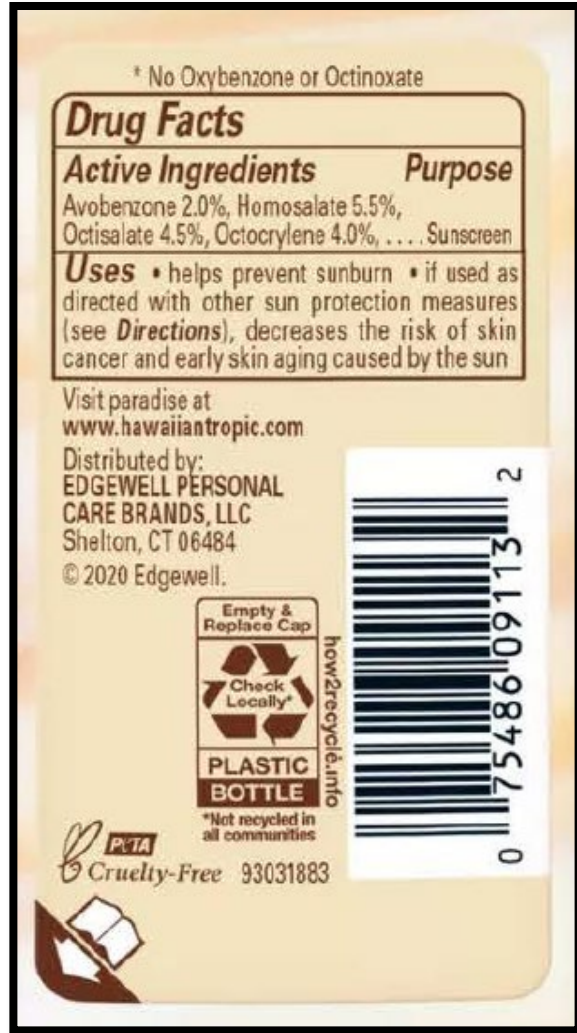 * No Oxybenzone or Octinoxate
Drug Facts
Active Ingredients Purpose
Avobenzone 2.0%, Homosalate 5.5%,
Octisalate 4.5%, Octocrylene 4.0%, .... Sunscreen
Uses • helps prevent sunburn • if used as
directed with other sun protection measures
(see Directions), decreases the risk of skin
cancer and early skin aging caused by the sun
Visit paradise at
www.hawaiiantropic.com
Distributed by:
EDGEWELL PERSONAL
CARE BRANDS, LLC
Shelton, CT 06484
© 2020 Edgewell.
Empty &
Replace Cap
Check
Locally*
PLASTIC
BOTTLE
*Not recycled in
all communities
how2recycle.info
0 75486 09113 2
PETA
Cruelty-Free 93031883